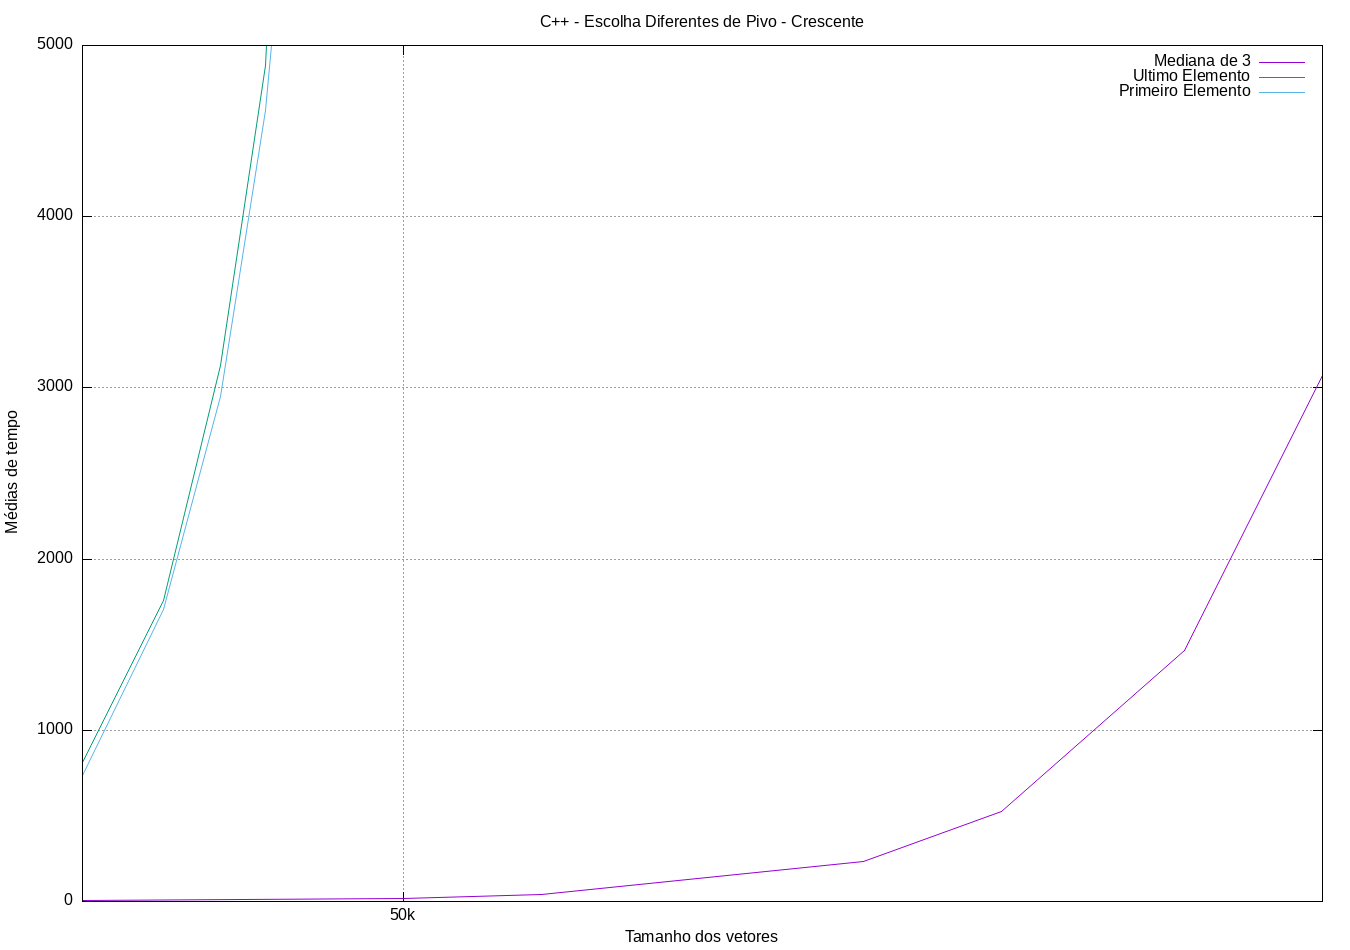 C++ - Escolha Diferentes de Pivo - Crescente
5000
4000
3000
2000
1000
0
Mediana de 3
Ultimo Elemento
Primeiro Elemento
Médias de tempo
50k
Tamanho dos vetores